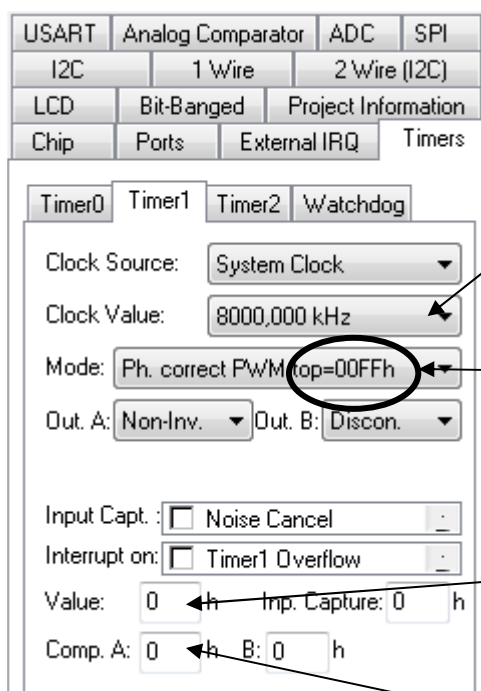 USART Analog Comparator ADC SPI
I2C 1 Wire 2 Wire (I2C)
LCD Bit-Banged Project Information
Chip Ports External IRQ Timers
Timer0 Timer1 Timer2 Watchdog
Clock Source: System Clock
Clock Value: 8000,000 kHz
Mode: Ph. correct PWM top=00FFh
Out. A: Non-Inv. Out. B: Discon.
Input Capt. : Noise Cancel
Interrupt on: Timer1 Overflow
Value: 0 h Inp. Capture: 0 h
Comp. A: 0 h B: 0 h